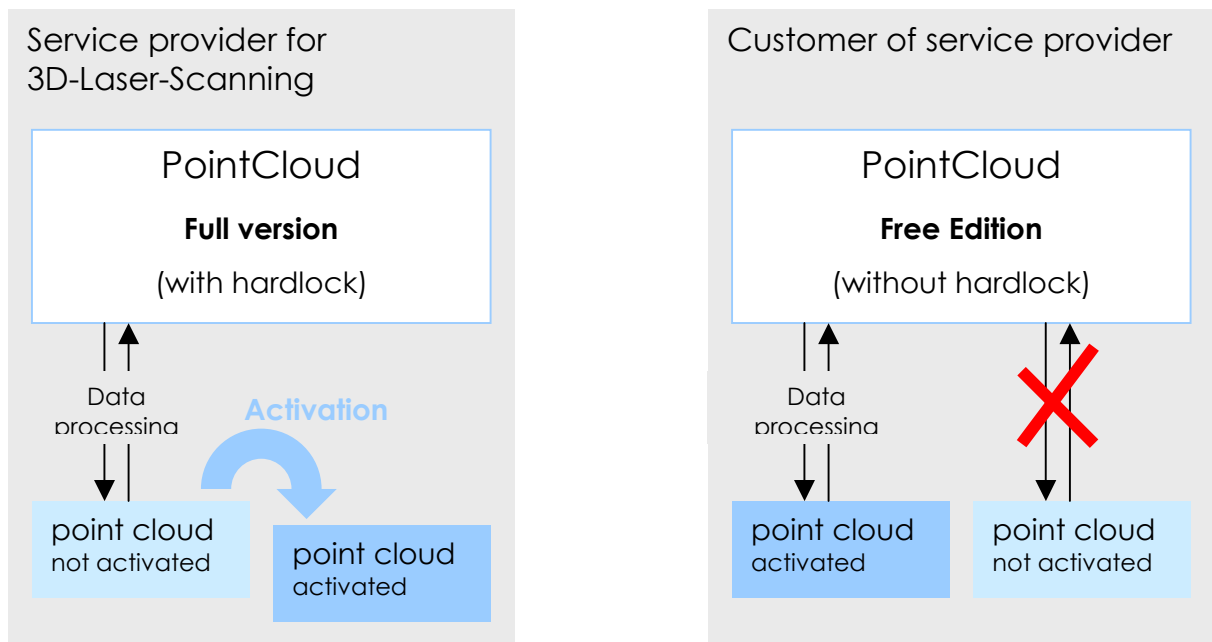 Service provider for
3D-Laser-Scanning
PointCloud
Full version
(with hardlock)
Data
processing
Activation
point cloud
not activated
point cloud
activated
Customer of service provider
PointCloud
Free Edition
(without hardlock)
Data
processing
point cloud
activated
point cloud
not activated